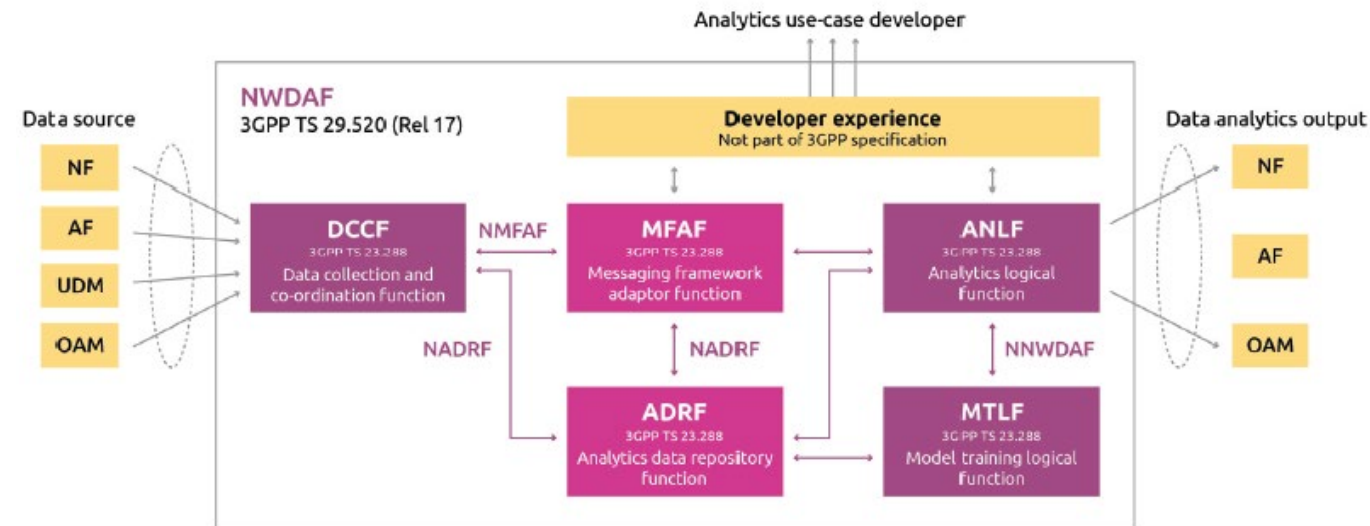 Analytics use-case developer
NWDAF
3GPP TS 29.520 (Rel 17)
Data source
NF
AF
UDM
OAM
Developer experience
Not part of 3GPP specification
Data analytics output
NF
AF
OAM
DCCF
3GPP TS 23.288
Data collection and
co-ordination function
NMFAF
MFAF
3GPP TS 23.288
Messaging framework
adaptor function
ANLF
3GPP TS 23.288
Analytics logical
function
NADRF
NADRF
NNWDAF
ADRF
3GPP TS 23.288
Analytics data repository
function
MTLF
3GPP TS 23.288
Model training logical
function